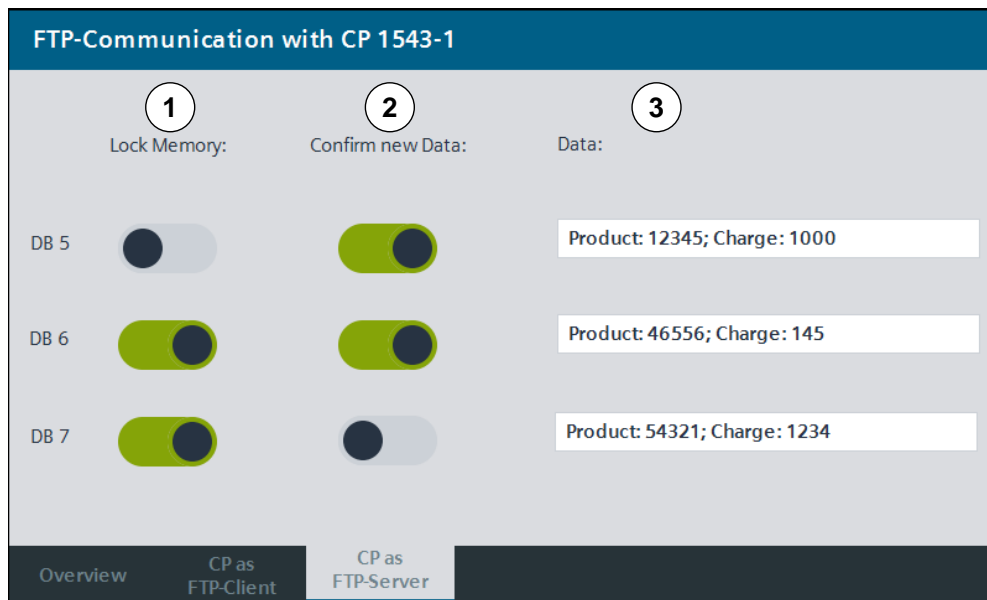 FTP-Communication with CP 1543-1
1 2 3
Lock Memory: Confirm new Data: Data:
DB 5 Product: 12345; Charge: 1000
DB 6 Product: 46556; Charge: 145
DB 7 Product: 54321; Charge: 1234
Overview
CP as
FTP-Client
CP as
FTP-Server